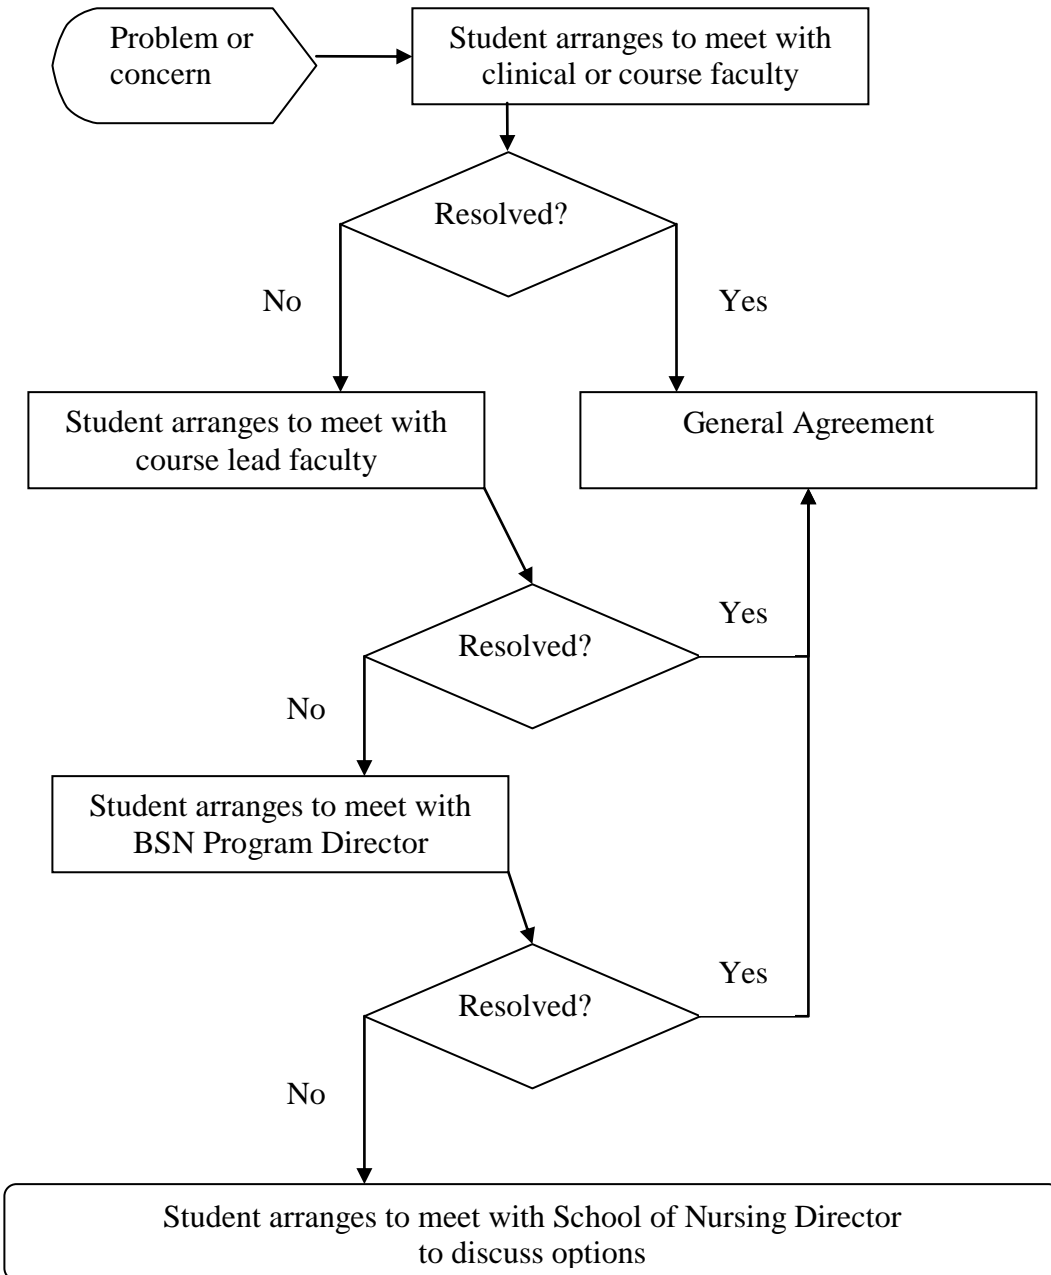 Problem or
concern
Student arranges to meet with
clinical or course faculty
Resolved?
No
Yes
Student arranges to meet with
course lead faculty
General Agreement
Resolved?
Yes
No
Student arranges to meet with
BSN Program Director
Resolved?
Yes
No
Student arranges to meet with School of Nursing Director
to discuss options